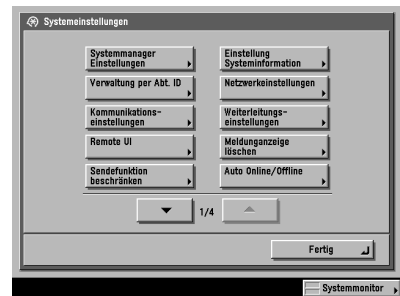 Systemeinstellungen
Systemmanager
Einstellungen
Einstellung
Systeminformation
Verwaltung per Abt. ID
Netzwerkeinstellungen
Kommunikations-
einstellungen
Weiterleitungs-
einstellungen
Remote UI
Meldunganzeige
löschen
Sendefunktion
beschränken
Auto Online/Offline
1/4
Fertig
Systemmonitor